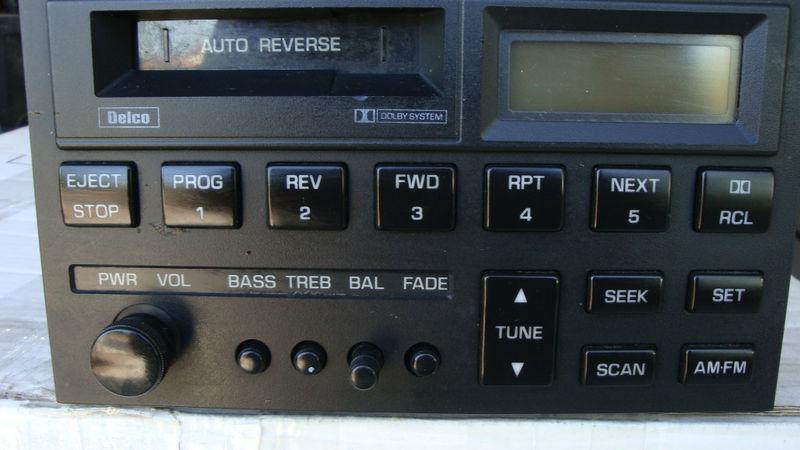 AUTO REVERSE
Delco
DOLBY SYSTEM
EJECT
STOP
PROG
1
REV
2
FWD
3
RPT
4
NEXT
5
RCL
PWR VOL BASS TREB BAL FADE
TUNE
SEEK
SET
SCAN
AM·FM